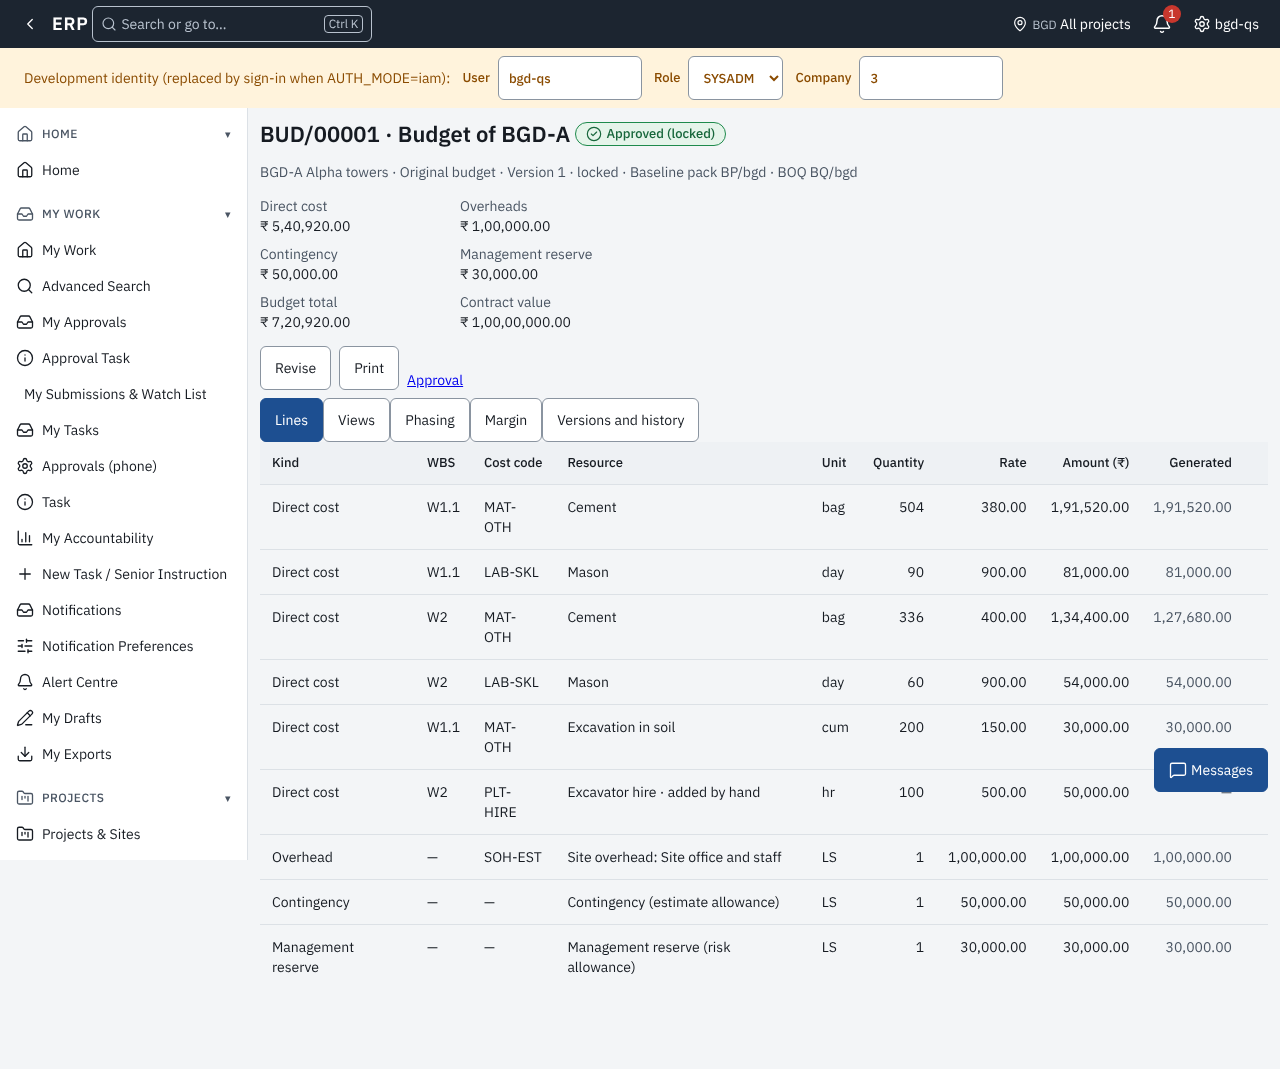 ERP
Search or go to...
Ctrl K
BGD All projects
1
bgd-qs
Development identity (replaced by sign-in when AUTH_MODE=iam): User bgd-qs Role SYSADM Company 3
HOME
Home
MY WORK
My Work
Advanced Search
My Approvals
Approval Task
My Submissions & Watch List
My Tasks
Approvals (phone)
Task
My Accountability
New Task / Senior Instruction
Notifications
Notification Preferences
Alert Centre
My Drafts
My Exports
PROJECTS
Projects & Sites
BUD/00001 · Budget of BGD-A Approved (locked)
BGD-A Alpha towers · Original budget · Version 1 · locked · Baseline pack BP/bgd · BOQ BQ/bgd
Direct cost Overheads
₹ 5,40,920.00 ₹ 1,00,000.00
Contingency Management reserve
₹ 50,000.00 ₹ 30,000.00
Budget total Contract value
₹ 7,20,920.00 ₹ 1,00,00,000.00
Revise Print Approval
Lines Views Phasing Margin Versions and history
Kind WBS Cost code Resource Unit Quantity Rate Amount (₹) Generated
Direct cost W1.1 MAT- Cement bag 504 380.00 1,91,520.00 1,91,520.00
OTH
Direct cost W1.1 LAB-SKL Mason day 90 900.00 81,000.00 81,000.00
Direct cost W2 MAT- Cement bag 336 400.00 1,34,400.00 1,27,680.00
OTH
Direct cost W2 LAB-SKL Mason day 60 900.00 54,000.00 54,000.00
Direct cost W1.1 MAT- Excavation in soil cum 200 150.00 30,000.00 30,000.00
OTH
Messages
Direct cost W2 PLT- Excavator hire · added by hand hr 100 500.00 50,000.00 —
HIRE
Overhead — SOH-EST Site overhead: Site office and staff LS 1 1,00,000.00 1,00,000.00 1,00,000.00
Contingency — — Contingency (estimate allowance) LS 1 50,000.00 50,000.00 50,000.00
Management — — Management reserve (risk LS 1 30,000.00 30,000.00 30,000.00
reserve allowance)